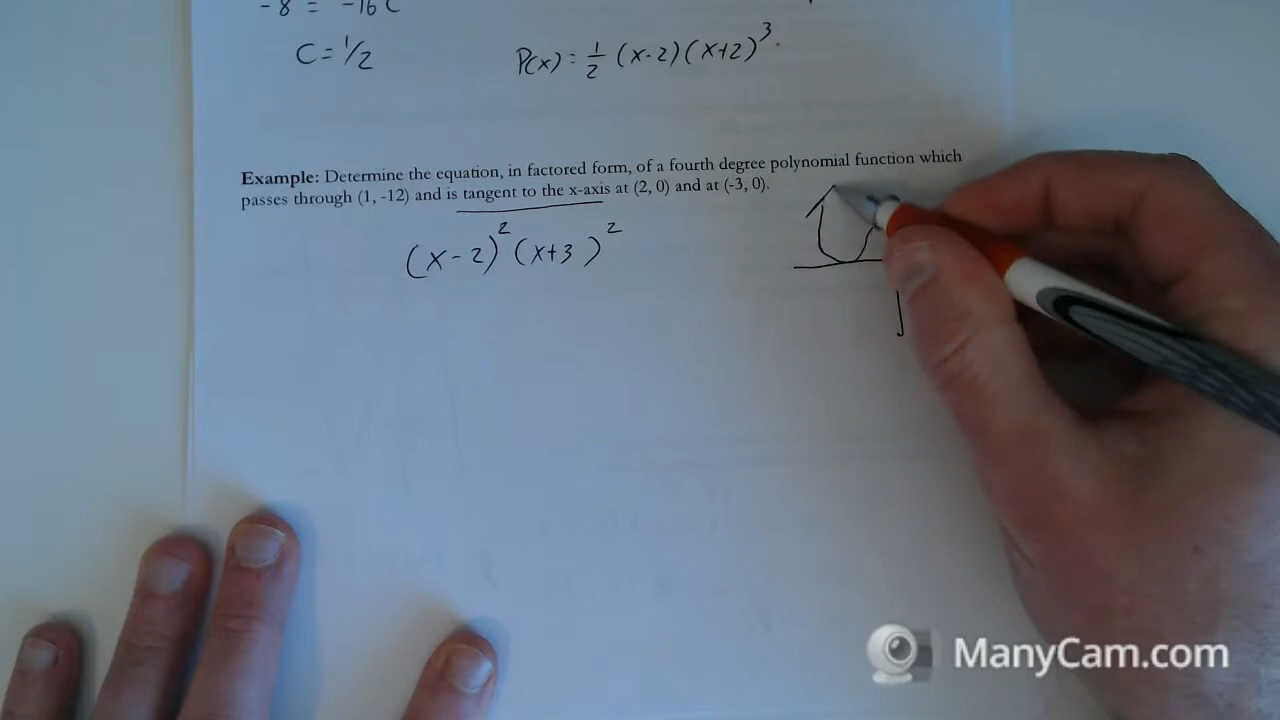 -8 = -16C
C = 1/2
P(x) = 1/2 (x-2)(x+2)^3.
Example: Determine the equation, in factored form, of a fourth degree polynomial function which
passes through (1, -12) and is tangent to the x-axis at (2, 0) and at (-3, 0).
(x-2)^2 (x+3)^2
ManyCam.com